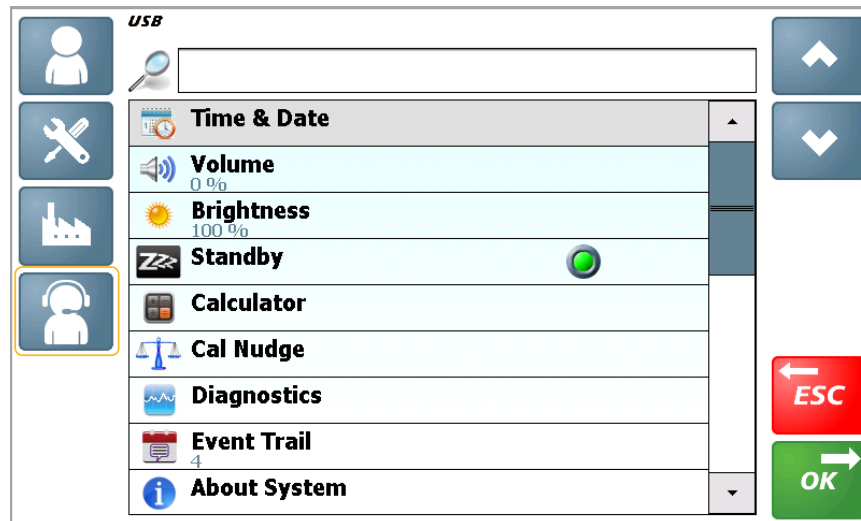 USB
Time & Date
Volume
0 %
Brightness
100 %
Standby
Calculator
Cal Nudge
Diagnostics
Event Trail
4
About System
ESC
OK